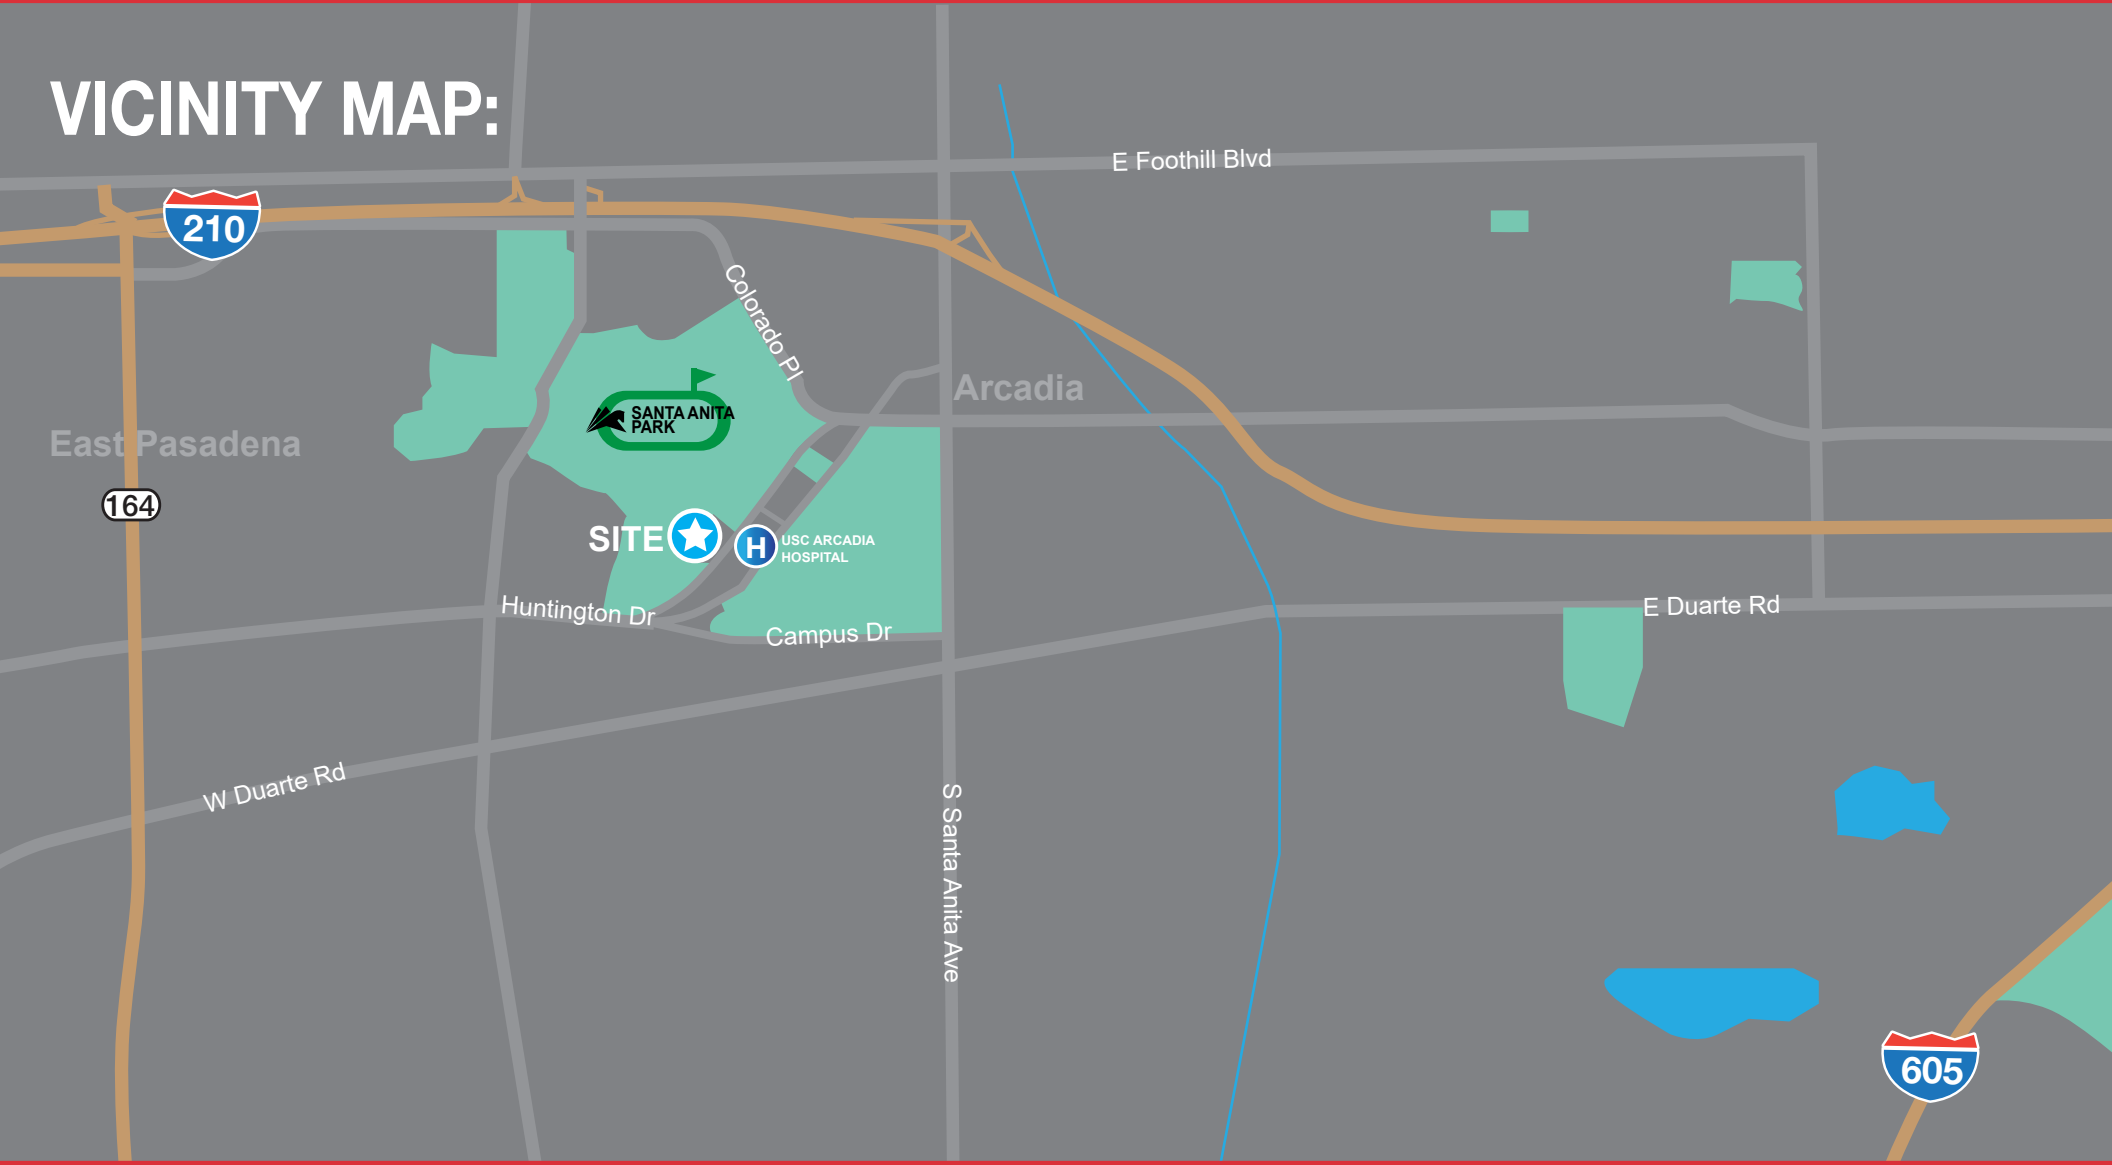 VICINITY MAP:
E Foothill Blvd
210
Colorado Pl
Arcadia
SANTA ANITA
PARK
East Pasadena
164
SITE
H
USC ARCADIA
HOSPITAL
Huntington Dr
E Duarte Rd
Campus Dr
W Duarte Rd
S Santa Anita Ave
605